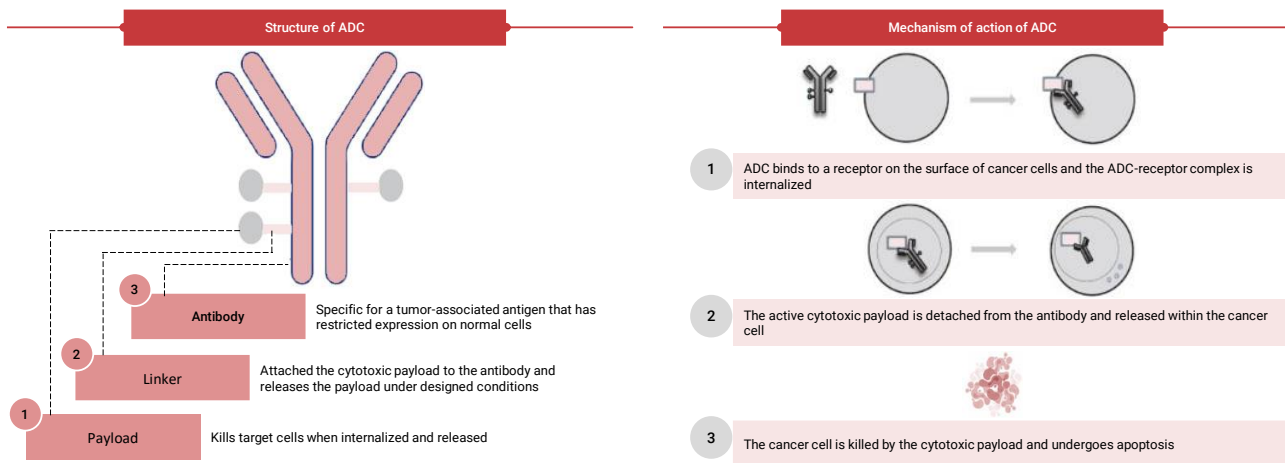 Structure of ADC
3
Antibody
Specific for a tumor-associated antigen that has
restricted expression on normal cells
2
Linker
Attached the cytotoxic payload to the antibody and
releases the payload under designed conditions
1
Payload
Kills target cells when internalized and released
Mechanism of action of ADC
1
ADC binds to a receptor on the surface of cancer cells and the ADC-receptor complex is
internalized
2
The active cytotoxic payload is detached from the antibody and released within the cancer
cell
3
The cancer cell is killed by the cytotoxic payload and undergoes apoptosis